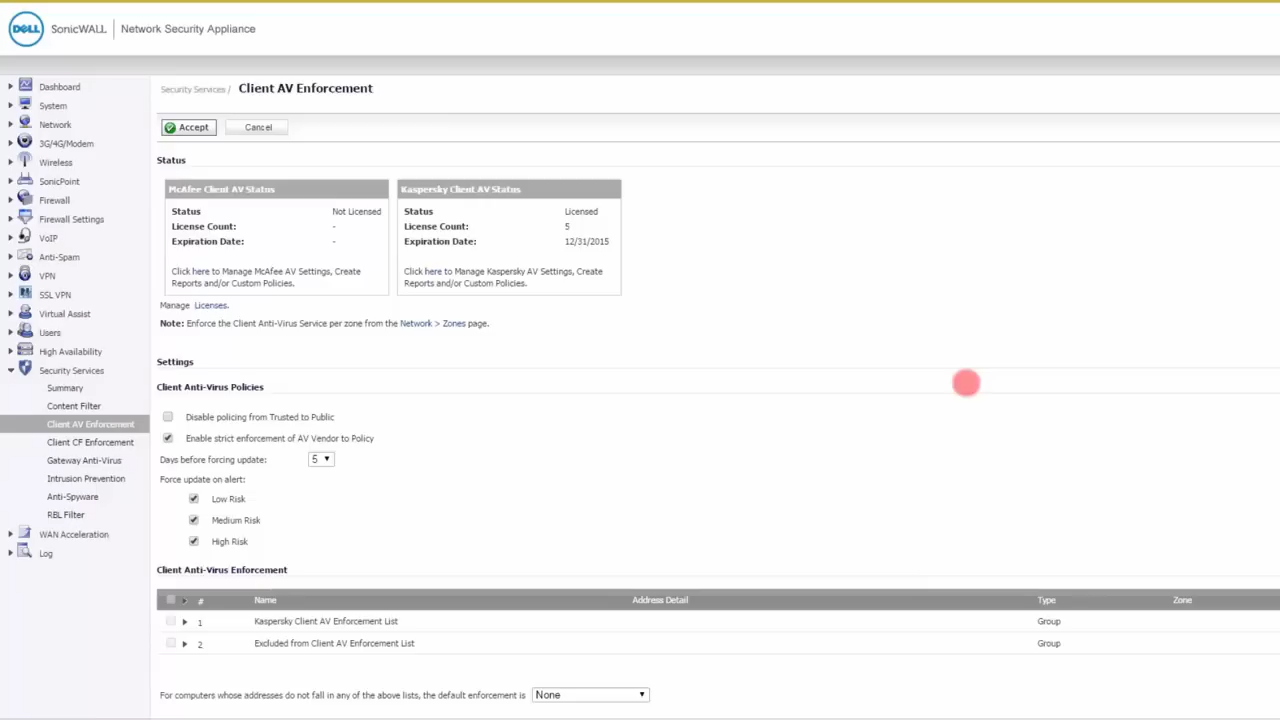 DELL SonicWALL | Network Security Appliance
Dashboard
System
Network
3G/4G/Modem
Wireless
SonicPoint
Firewall
Firewall Settings
VoIP
Anti-Spam
VPN
SSL VPN
Virtual Assist
Users
High Availability
Security Services
Summary
Content Filter
Client AV Enforcement
Client CF Enforcement
Gateway Anti-Virus
Intrusion Prevention
Anti-Spyware
RBL Filter
WAN Acceleration
Log
Security Services / Client AV Enforcement
Accept Cancel
Status
McAfee Client AV Status
Status Not Licensed
License Count: -
Expiration Date: -
Click here to Manage McAfee AV Settings, Create
Reports and/or Custom Policies.
Kaspersky Client AV Status
Status Licensed
License Count: 5
Expiration Date: 12/31/2015
Click here to Manage Kaspersky AV Settings, Create
Reports and/or Custom Policies.
Manage Licenses.
Note: Enforce the Client Anti-Virus Service per zone from the Network > Zones page.
Settings
Client Anti-Virus Policies
Disable policing from Trusted to Public
Enable strict enforcement of AV Vendor to Policy
Days before forcing update: 5
Force update on alert:
Low Risk
Medium Risk
High Risk
Client Anti-Virus Enforcement
# Name Address Detail Type Zone
1 Kaspersky Client AV Enforcement List Group
2 Excluded from Client AV Enforcement List Group
For computers whose addresses do not fall in any of the above lists, the default enforcement is None